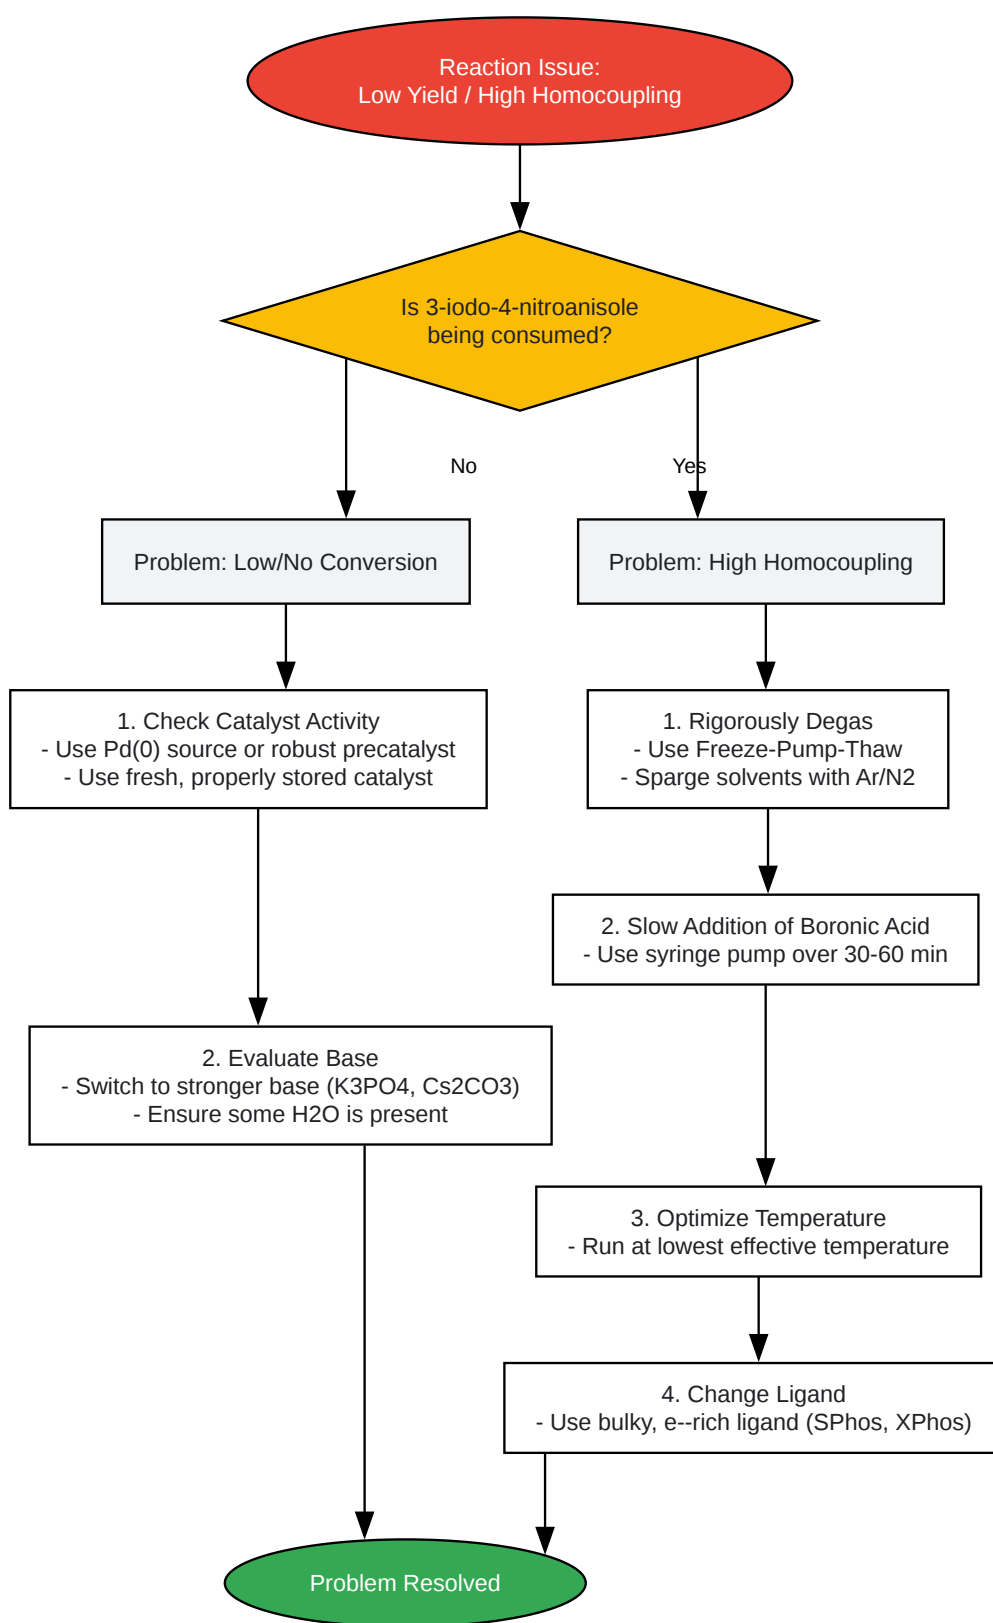 Reaction Issue:
Low Yield / High Homocoupling
Is 3-iodo-4-nitroanisole
being consumed?
No
Yes
Problem: Low/No Conversion
Problem: High Homocoupling
1. Check Catalyst Activity
- Use Pd(0) source or robust precatalyst
- Use fresh, properly stored catalyst
1. Rigorously Degas
- Use Freeze-Pump-Thaw
- Sparge solvents with Ar/N2
2. Slow Addition of Boronic Acid
- Use syringe pump over 30-60 min
2. Evaluate Base
- Switch to stronger base (K3PO4, Cs2CO3)
- Ensure some H2O is present
3. Optimize Temperature
- Run at lowest effective temperature
4. Change Ligand
- Use bulky, e--rich ligand (SPhos, XPhos)
Problem Resolved